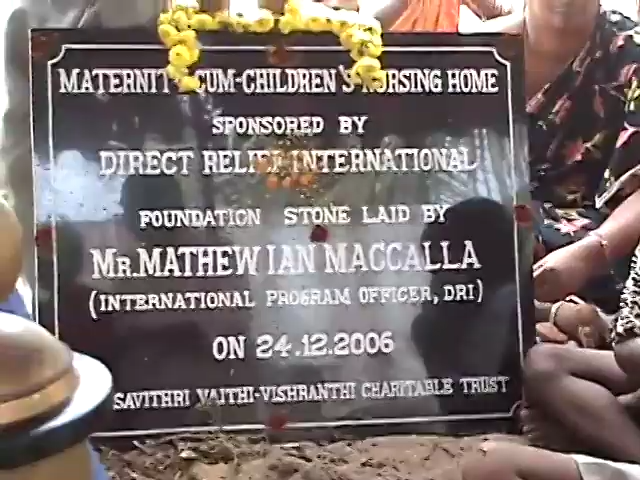 MATERNITY-CUM-CHILDREN'S NURSING HOME
SPONSORED BY
DIRECT RELIEF INTERNATIONAL
FOUNDATION STONE LAID BY
MR.MATHEW IAN MACCALLA
(INTERNATIONAL PROGRAM OFFICER, DRI)
ON 24.12.2006
SAVITHRI VAITHI-VISHRANTHI CHARITABLE TRUST